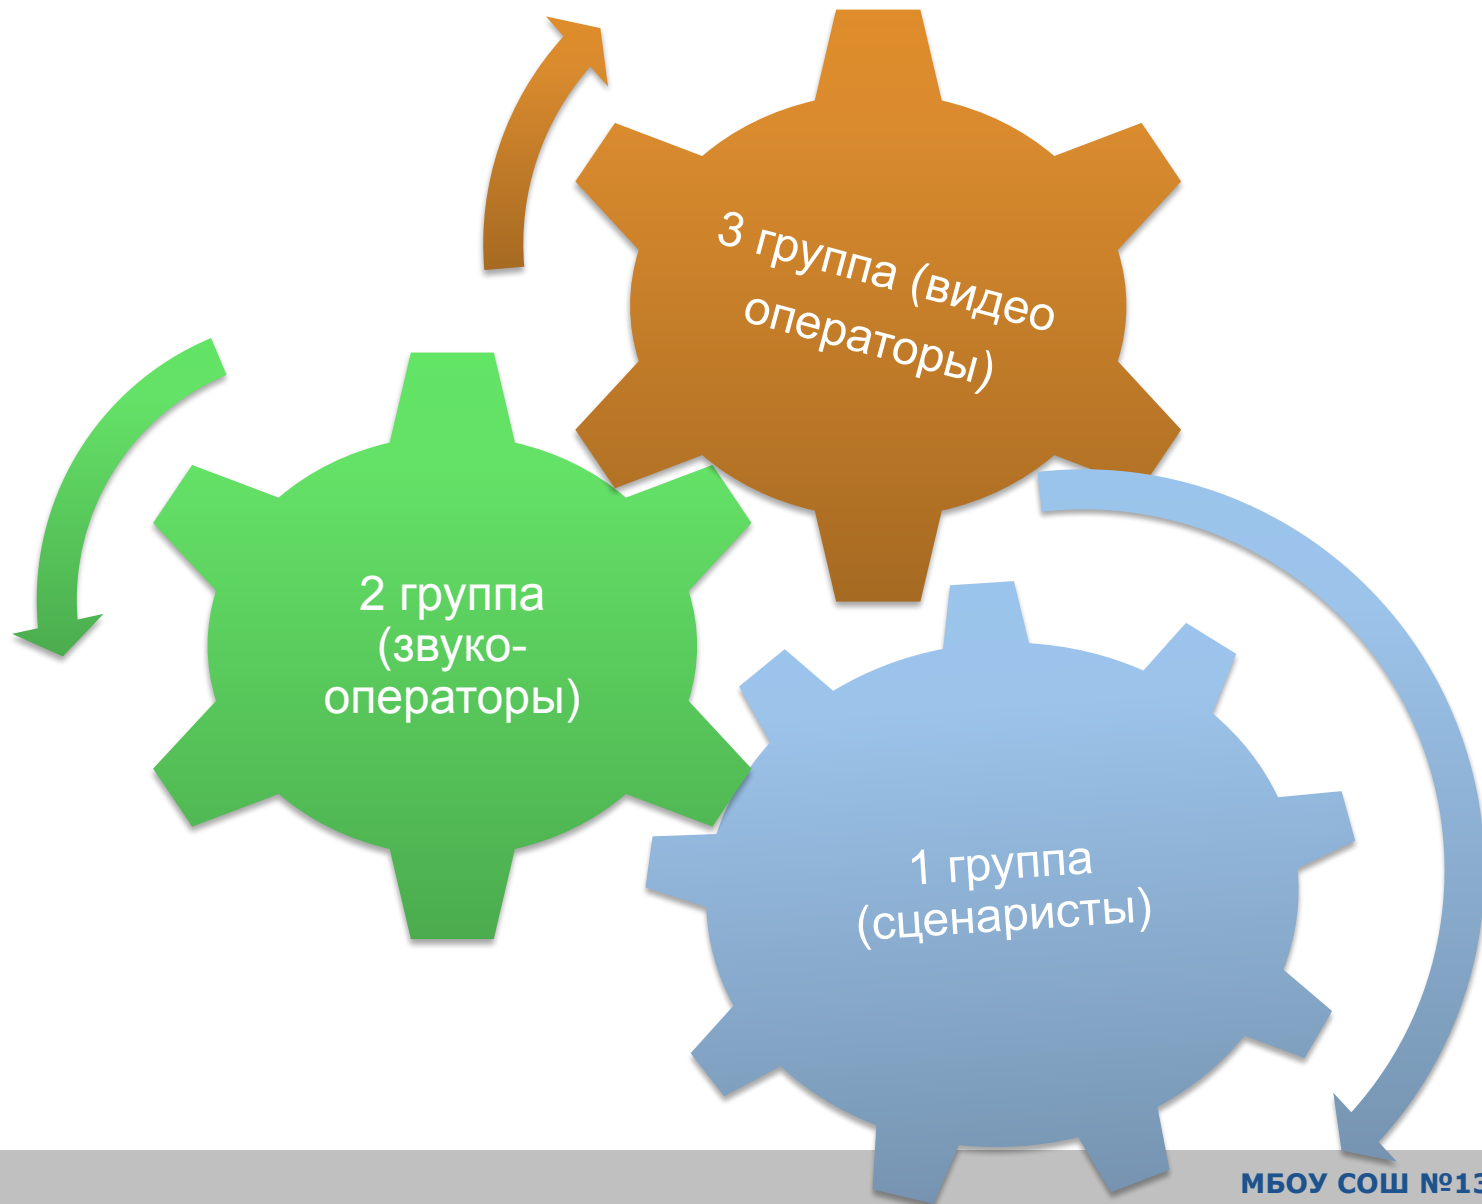 3 группа (видео
операторы)
2 группа
(звуко-
операторы)
1 группа
(сценаристы)
МБОУ СОШ №13